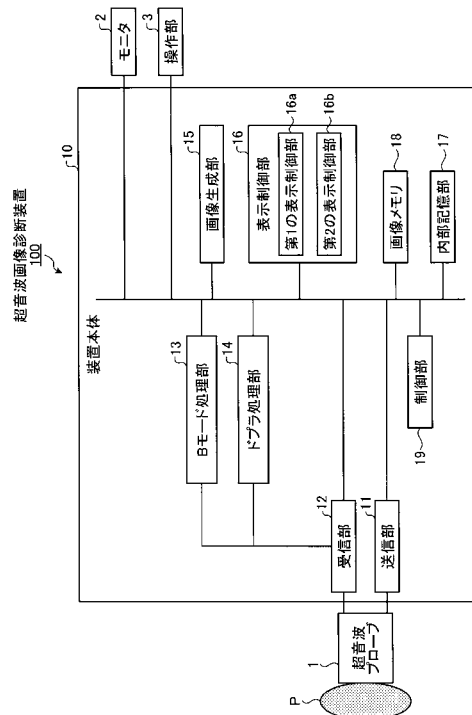 超音波画像診断装置
100
10
装置本体
2
モニタ
3
操作部
13
Bモード処理部
14
ドプラ処理部
15
画像生成部
16
表示制御部
16a
第1の表示制御部
16b
第2の表示制御部
12
受信部
11
送信部
18
画像メモリ
17
内部記憶部
制御部
19
1
超音波
プローブ
P